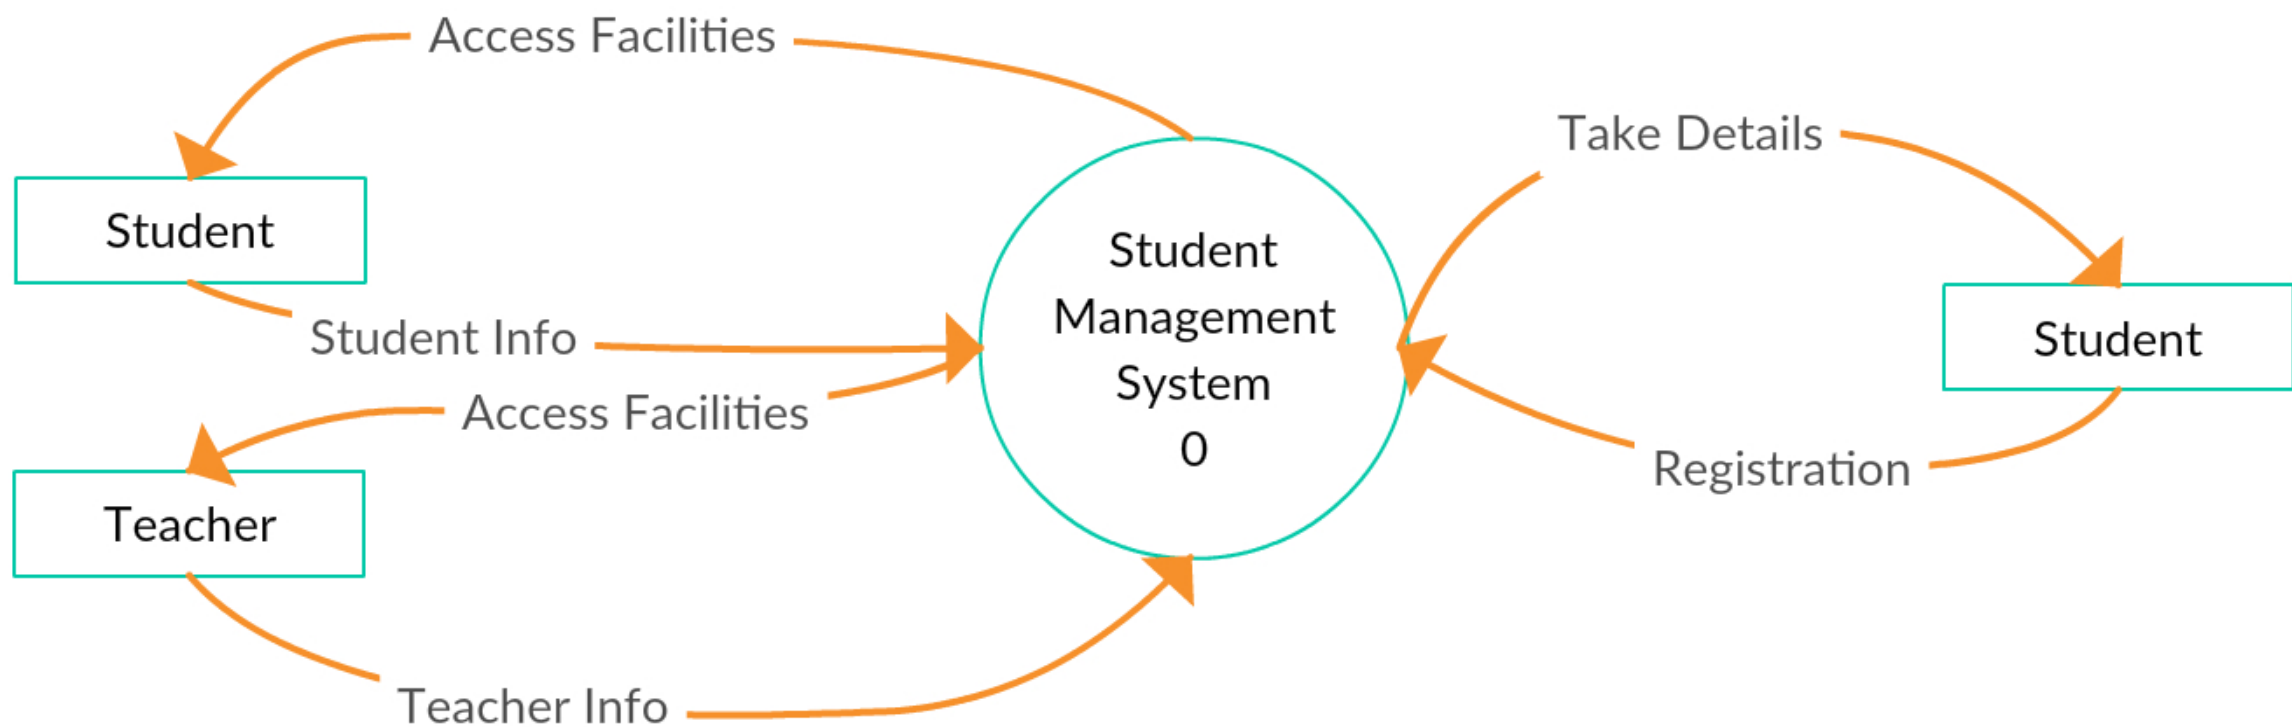 Access Facilities
Take Details
Student
Student
Management
System
0
Student Info
Student
Access Facilities
Registration
Teacher
Teacher Info